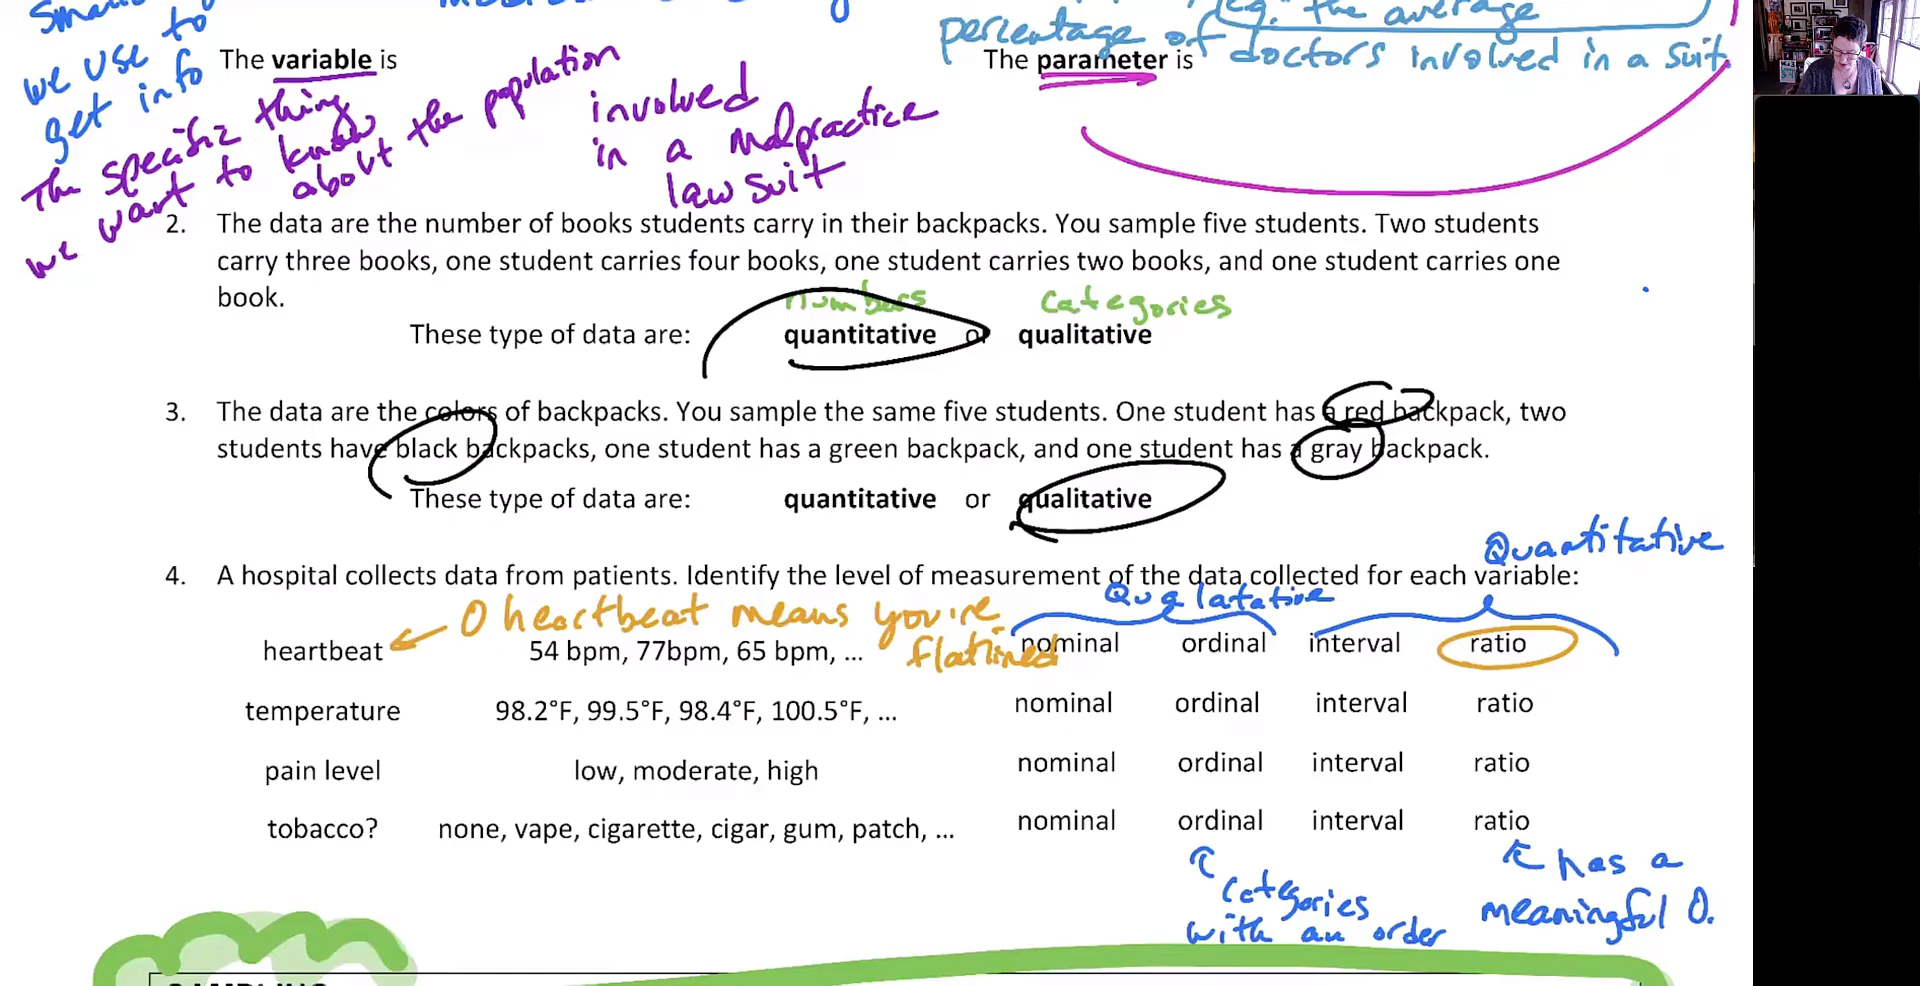 we use to
get info
percentage of doctors involved in a suit.
(eg. the average
The variable is
The parameter is
The specific thing
we want to know
about the population
involved
in a malpractice
lawsuit
2. The data are the number of books students carry in their backpacks. You sample five students. Two students
carry three books, one student carries four books, one student carries two books, and one student carries one
book.
numbers categories
These type of data are: quantitative or qualitative
3. The data are the colors of backpacks. You sample the same five students. One student has a red backpack, two
students have black backpacks, one student has a green backpack, and one student has a gray backpack.
These type of data are: quantitative or qualitative
Quantitative
4. A hospital collects data from patients. Identify the level of measurement of the data collected for each variable:
Qualatative
0 heartbeat means you're
flatlined
heartbeat 54 bpm, 77bpm, 65 bpm, ... nominal ordinal interval ratio
temperature 98.2°F, 99.5°F, 98.4°F, 100.5°F, ... nominal ordinal interval ratio
pain level low, moderate, high nominal ordinal interval ratio
tobacco? none, vape, cigarette, cigar, gum, patch, ... nominal ordinal interval ratio
categories
with an order
has a
meaningful 0.